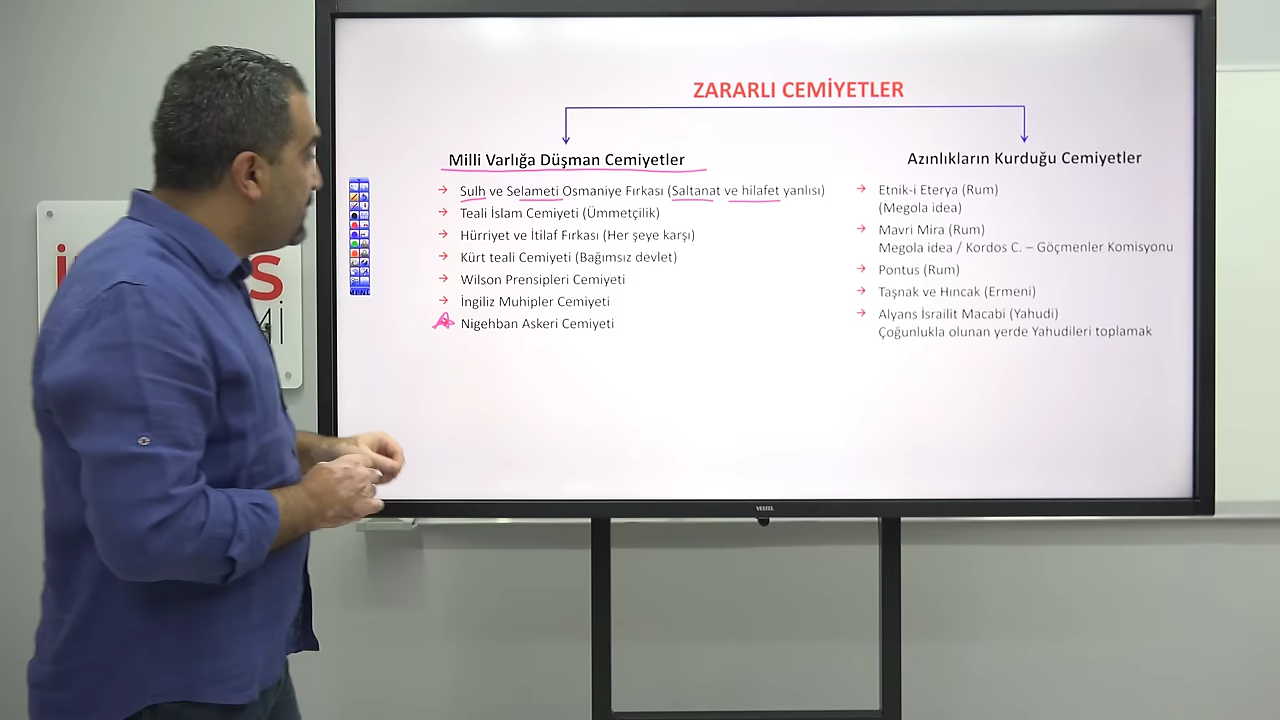 ZARARLI CEMİYETLER
Milli Varlığa Düşman Cemiyetler
→ Sulh ve Selameti Osmaniye Fırkası (Saltanat ve hilafet yanlısı)
→ Teali İslam Cemiyeti (Ümmetçilik)
→ Hürriyet ve İtilaf Fırkası (Her şeye karşı)
→ Kürt teali Cemiyeti (Bağımsız devlet)
→ Wilson Prensipleri Cemiyeti
→ İngiliz Muhipler Cemiyeti
Nigehban Askeri Cemiyeti
Azınlıkların Kurduğu Cemiyetler
→ Etnik-i Eterya (Rum)
(Megola idea)
→ Mavri Mira (Rum)
Megola idea / Kordos C. – Göçmenler Komisyonu
→ Pontus (Rum)
→ Taşnak ve Hıncak (Ermeni)
→ Alyans İsrailit Macabi (Yahudi)
Çoğunlukla olunan yerde Yahudileri toplamak
MENU
VESTEL